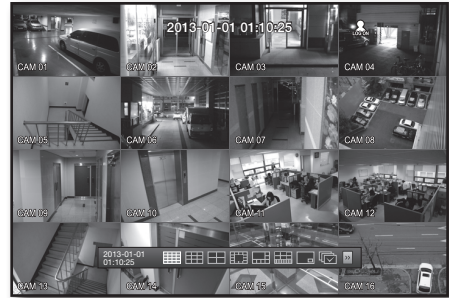 2013-01-01 01:10:25
LOG ON
CAM 01
CAM 02
CAM 03
CAM 04
CAM 05
CAM 06
CAM 07
CAM 08
CAM 09
CAM 10
CAM 11
CAM 12
2013-01-01
01:10:25
CAM 13
CAM 14
CAM 15
CAM 16